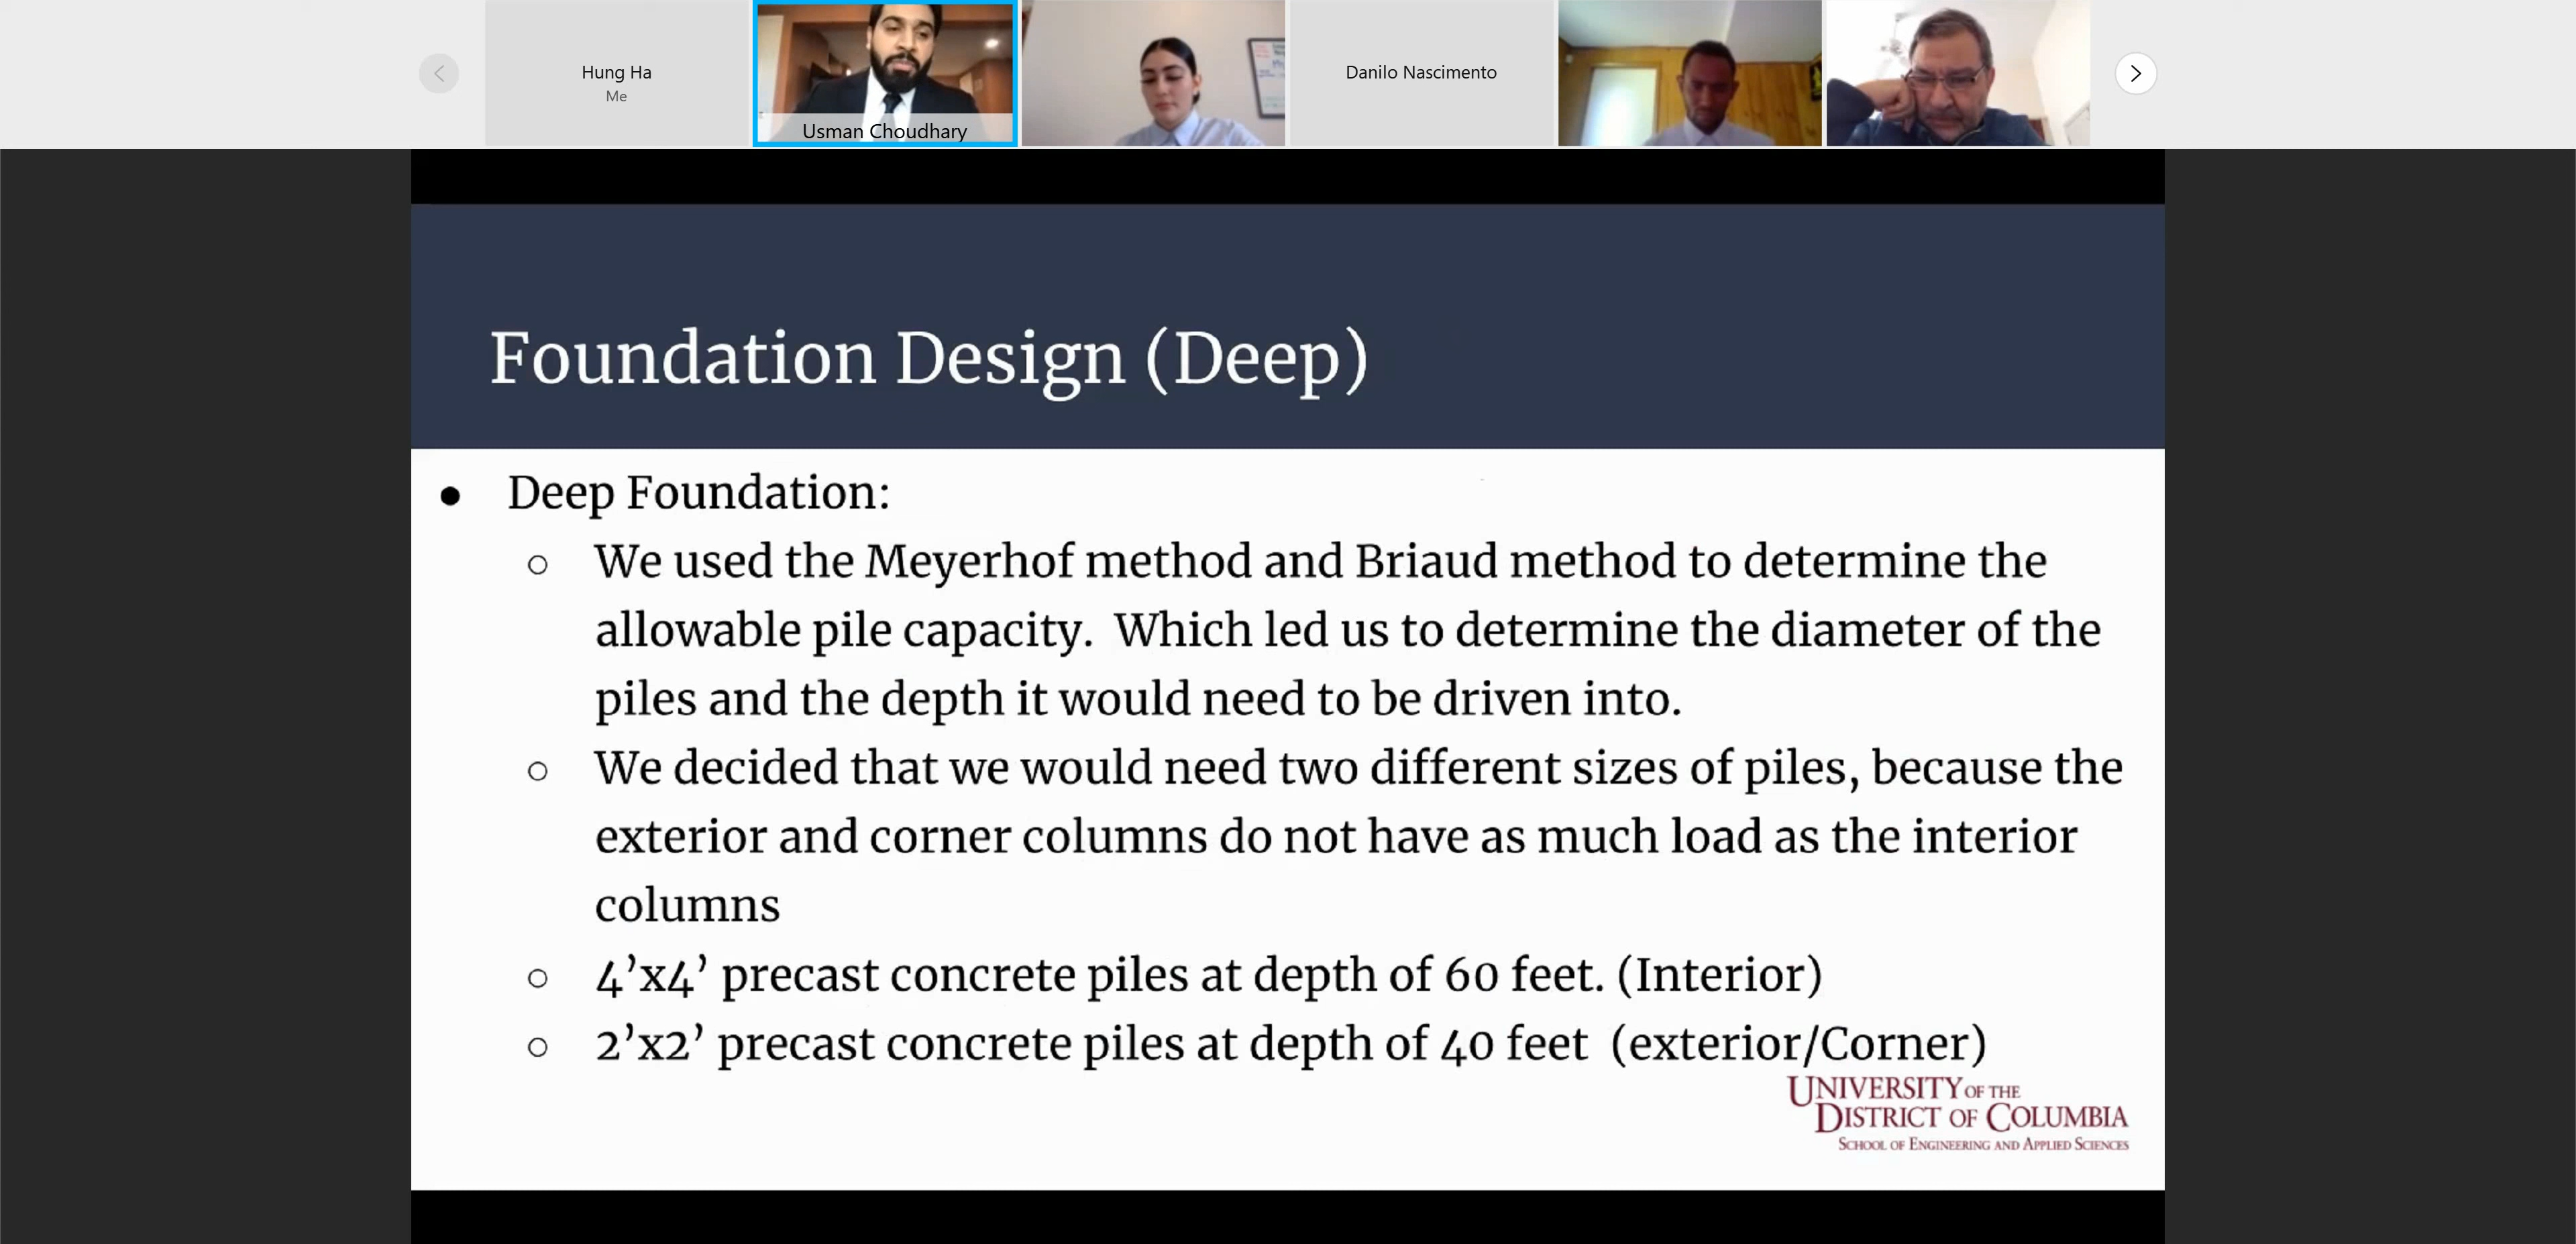 Hung Ha
Me
Usman Choudhary
Danilo Nascimento
Foundation Design (Deep)
● Deep Foundation:
○ We used the Meyerhof method and Briaud method to determine the
allowable pile capacity.  Which led us to determine the diameter of the
piles and the depth it would need to be driven into.
○ We decided that we would need two different sizes of piles, because the
exterior and corner columns do not have as much load as the interior
columns
○ 4’x4’ precast concrete piles at depth of 60 feet. (Interior)
○ 2’x2’ precast concrete piles at depth of 40 feet  (exterior/Corner)
UNIVERSITY OF THE
DISTRICT OF COLUMBIA
SCHOOL OF ENGINEERING AND APPLIED SCIENCES